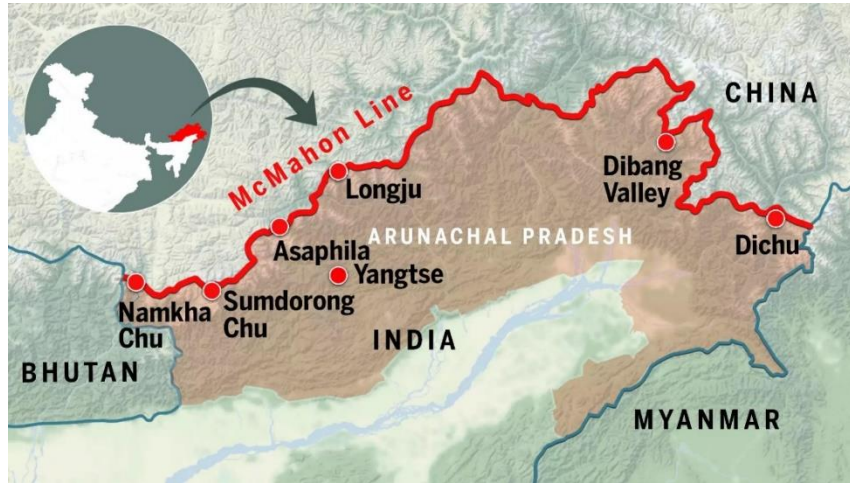 McMahon Line
CHINA
Longju
Dibang
Valley
Asaphila
ARUNACHAL PRADESH
Dichu
Yangtse
Namkha
Chu
Sumdorong
Chu
INDIA
BHUTAN
MYANMAR